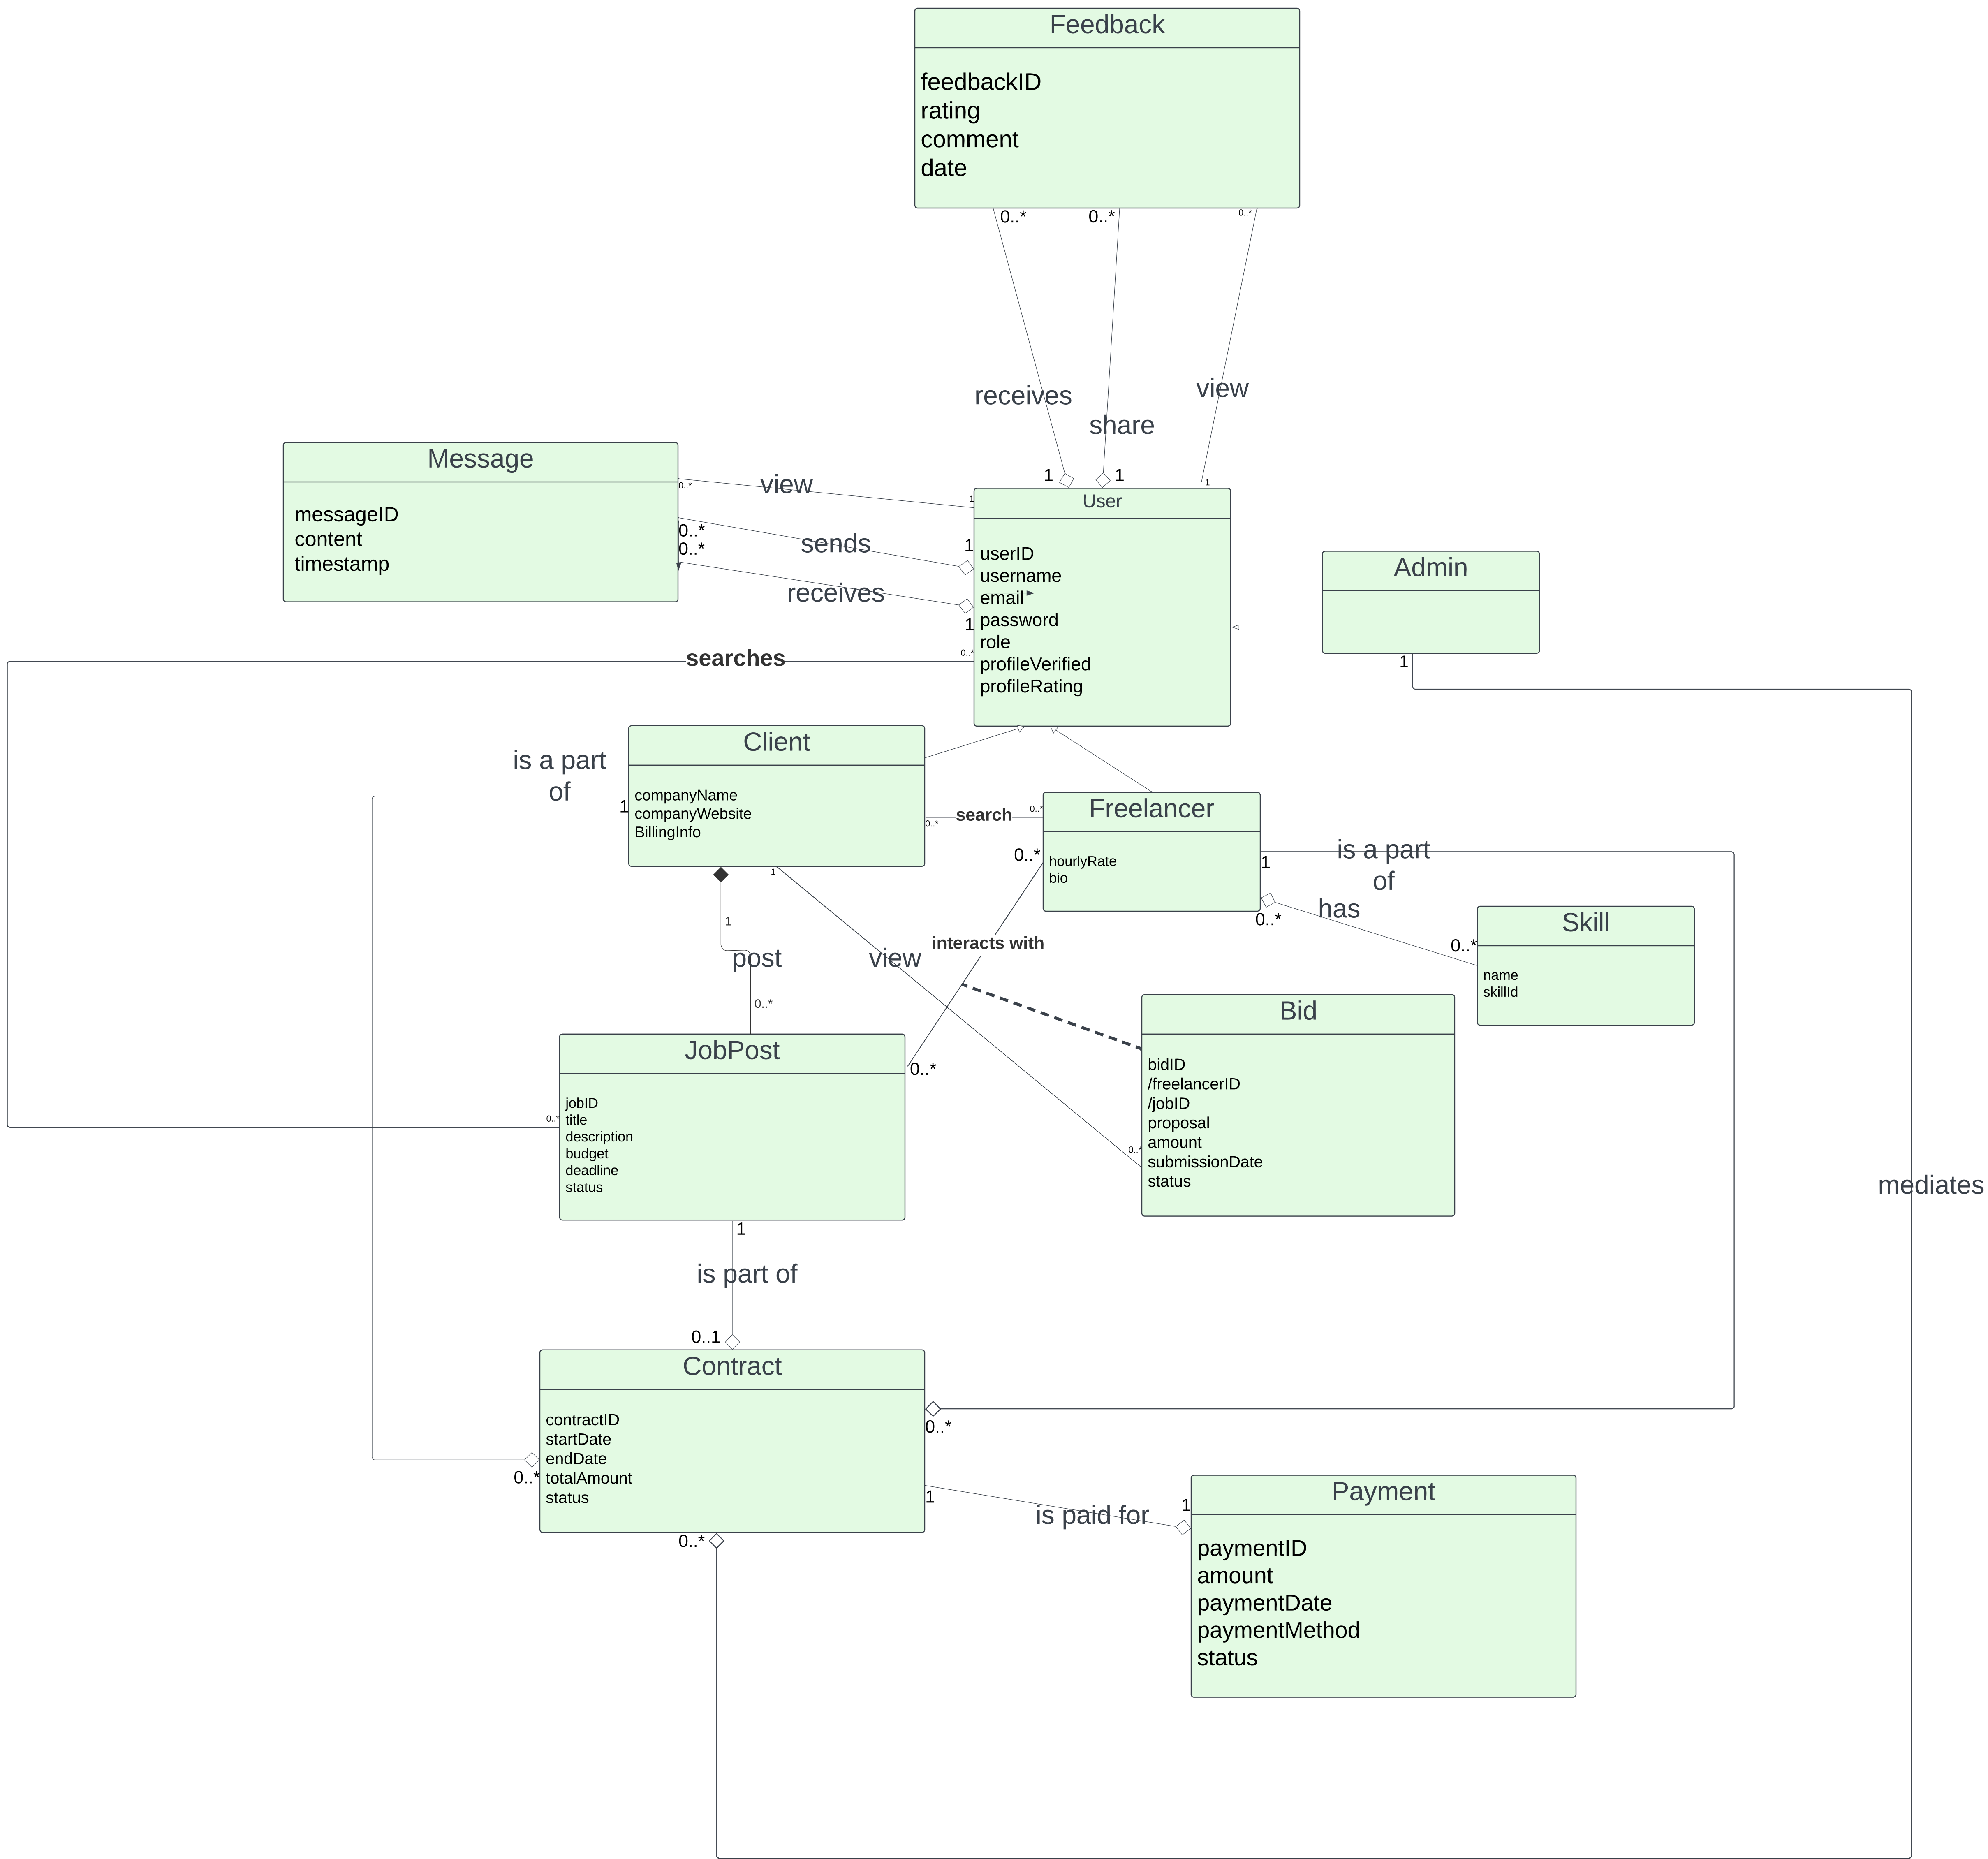 Feedback
feedbackID
rating
comment
date
0..*
0..*
0..*
receives
share
view
1
1
1
Message
messageID
content
timestamp
0..*
view
1
0..*
sends
1
0..*
receives
1
User
userID
username
email
password
role
profileVerified
profileRating
Admin
1
searches
0..*
Client
companyName
companyWebsite
BillingInfo
is a part
of
1
0..*
search
0..*
Freelancer
hourlyRate
bio
0..*
1
is a part
of
has
0..*
0..*
Skill
name
skillId
1
1
post
0..*
view
interacts with
Bid
bidID
/freelancerID
/jobID
proposal
amount
submissionDate
status
0..*
JobPost
jobID
title
description
budget
deadline
status
0..*
0..*
mediates
1
is part of
0..1
Contract
contractID
startDate
endDate
totalAmount
status
0..*
0..*
1
is paid for
1
0..*
Payment
paymentID
amount
paymentDate
paymentMethod
status